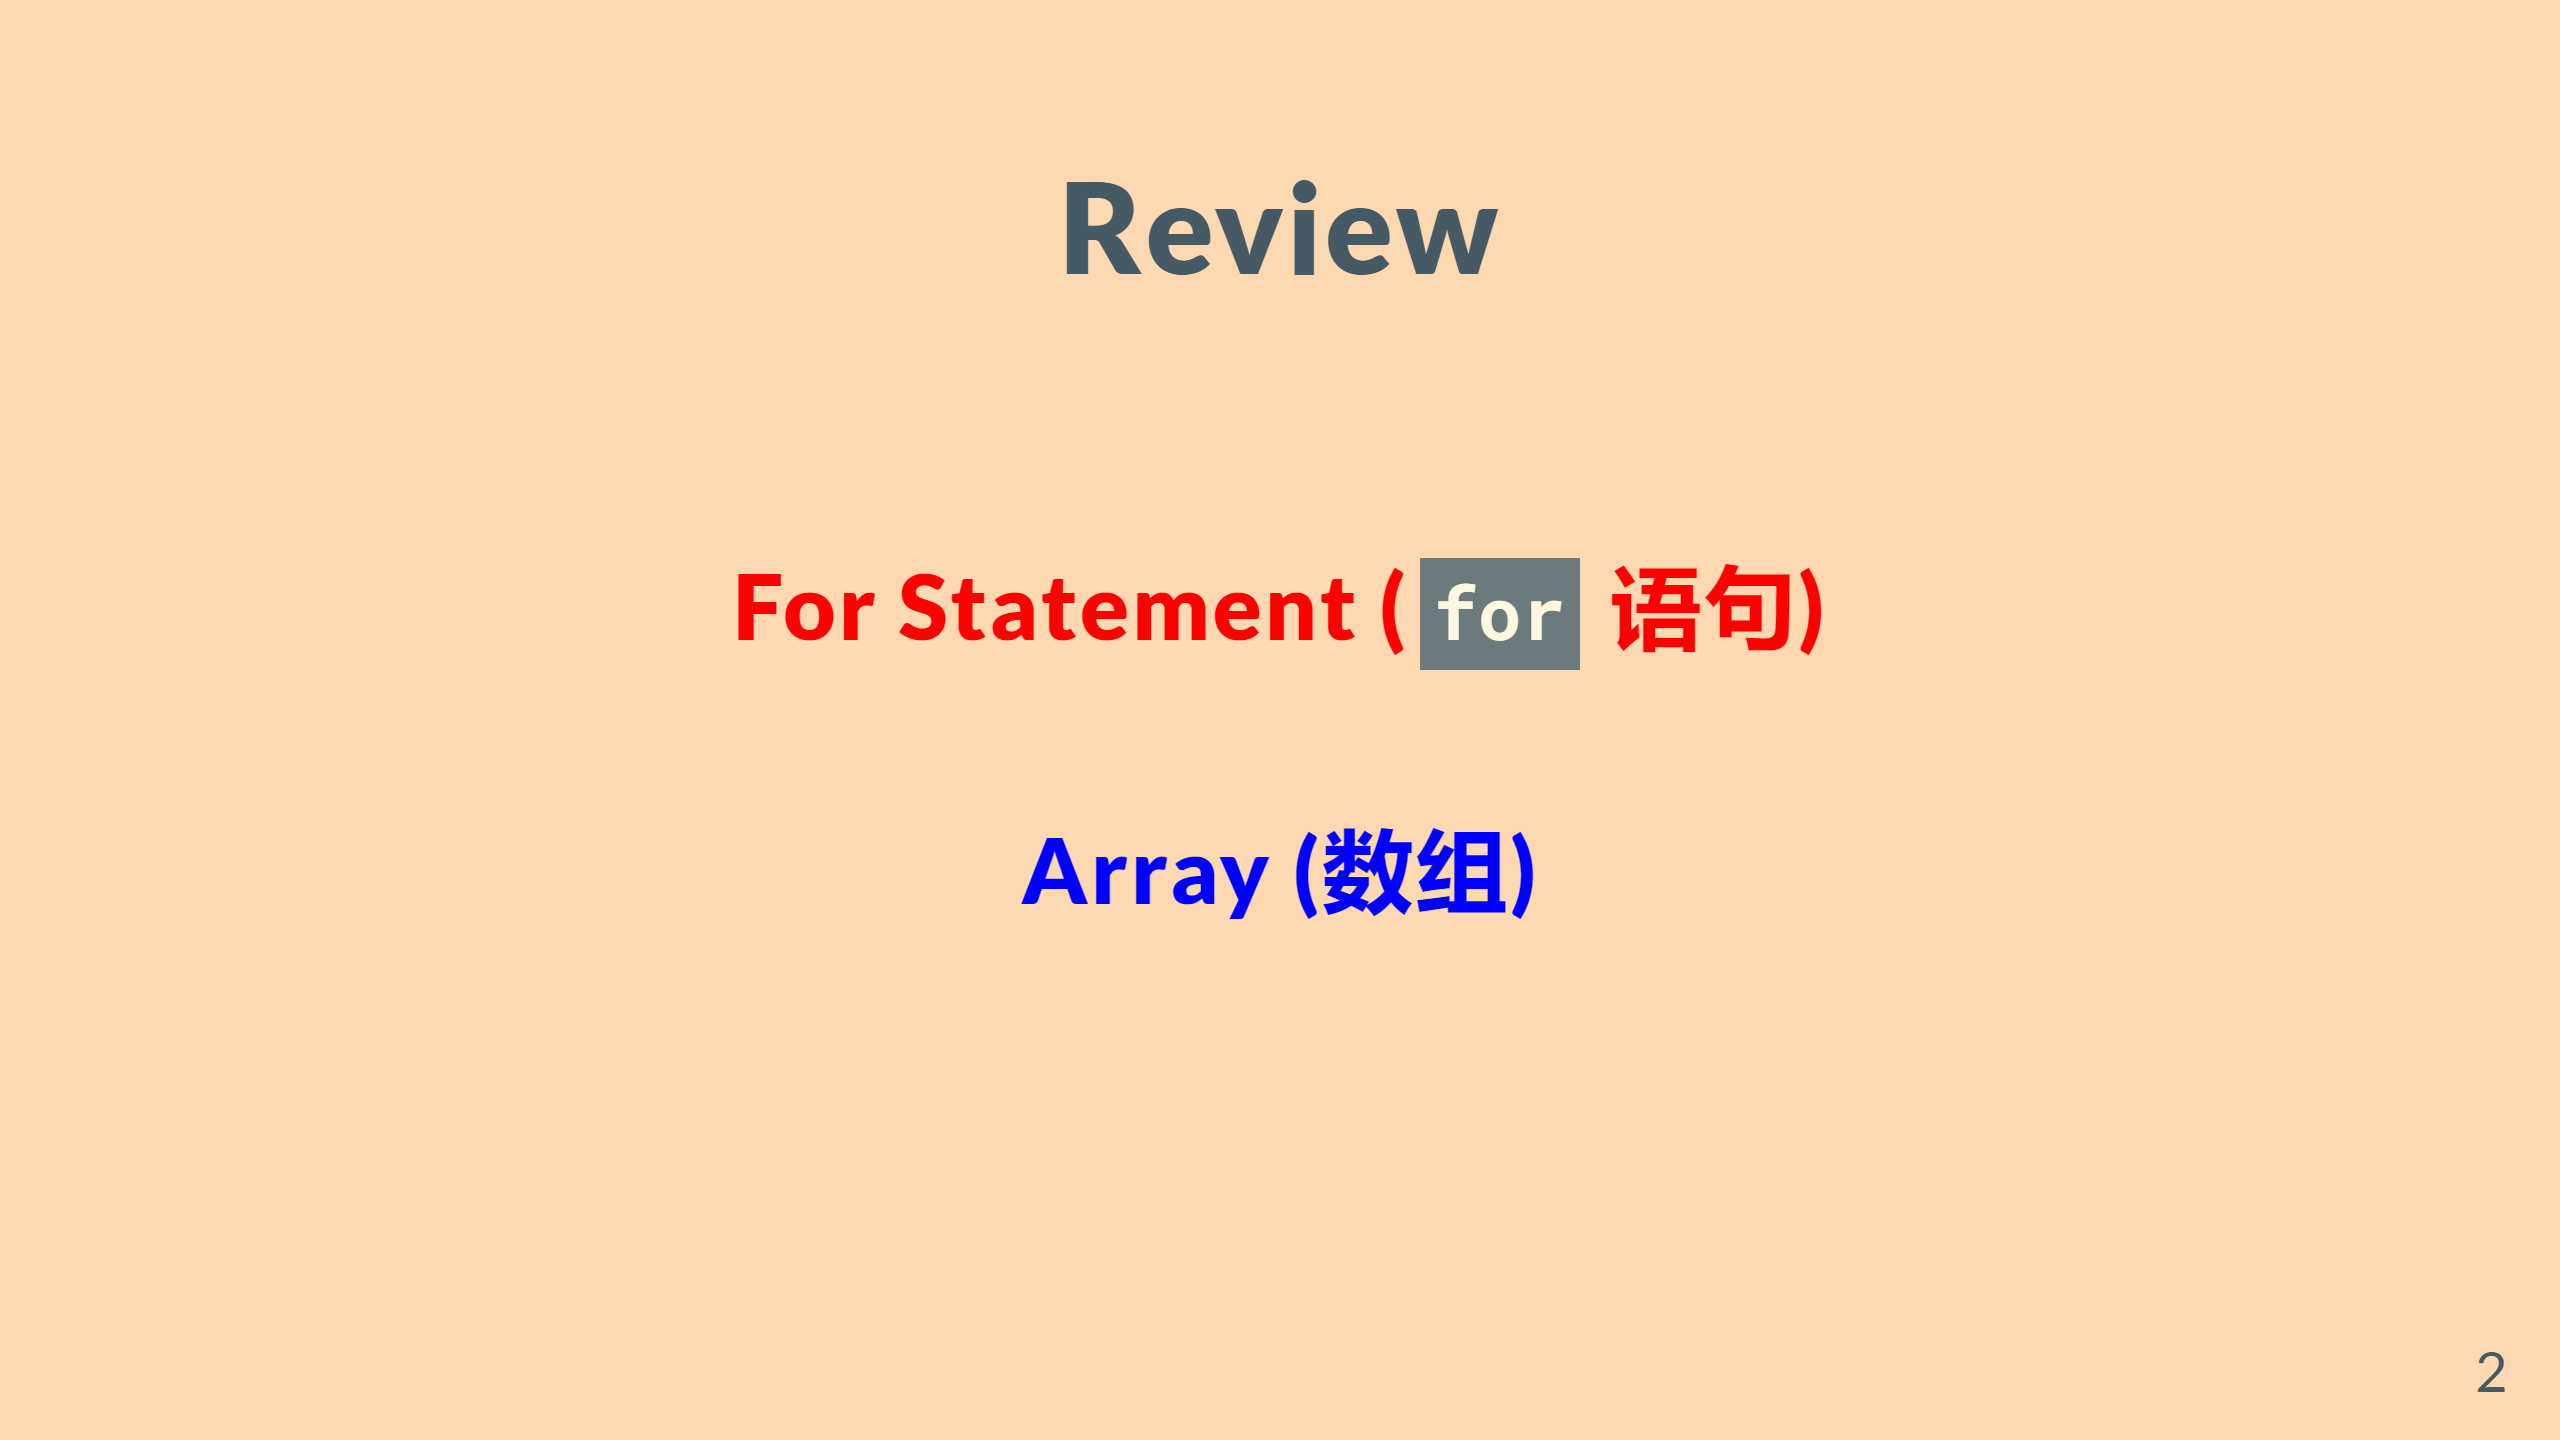 Review
For Statement (for 语句)
Array (数组)
2